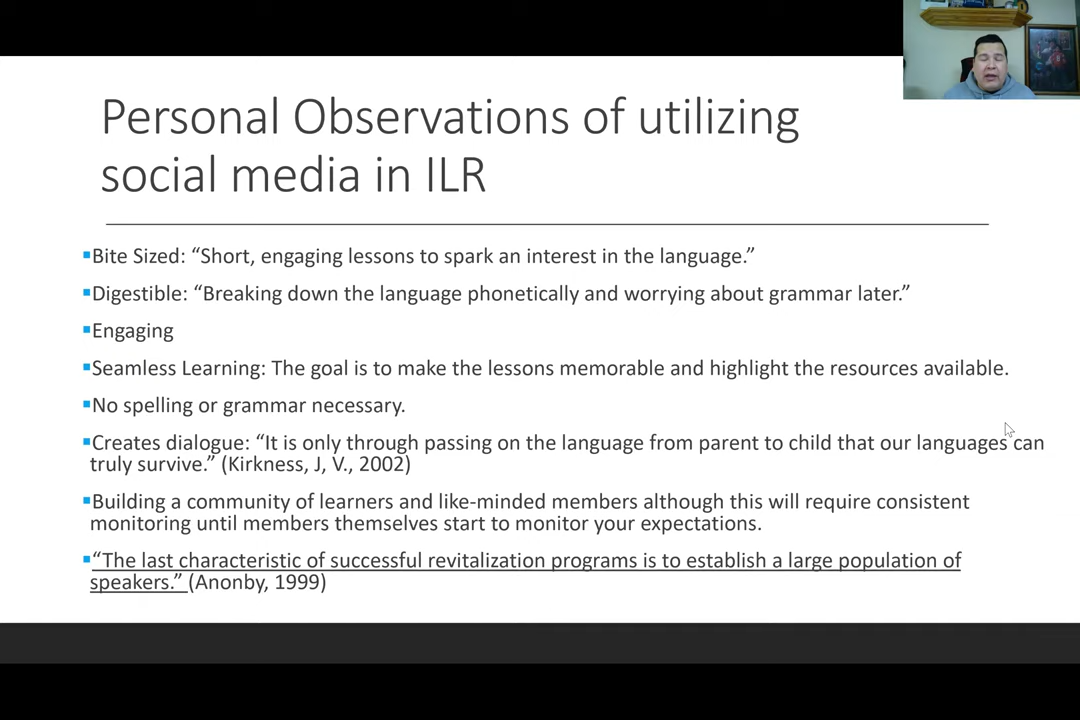 Personal Observations of utilizing
social media in ILR
▪Bite Sized: “Short, engaging lessons to spark an interest in the language.”
▪Digestible: “Breaking down the language phonetically and worrying about grammar later.”
▪Engaging
▪Seamless Learning: The goal is to make the lessons memorable and highlight the resources available.
▪No spelling or grammar necessary.
▪Creates dialogue: “It is only through passing on the language from parent to child that our languages can
truly survive.” (Kirkness, J, V., 2002)
▪Building a community of learners and like-minded members although this will require consistent
monitoring until members themselves start to monitor your expectations.
▪“The last characteristic of successful revitalization programs is to establish a large population of
speakers.” (Anonby, 1999)